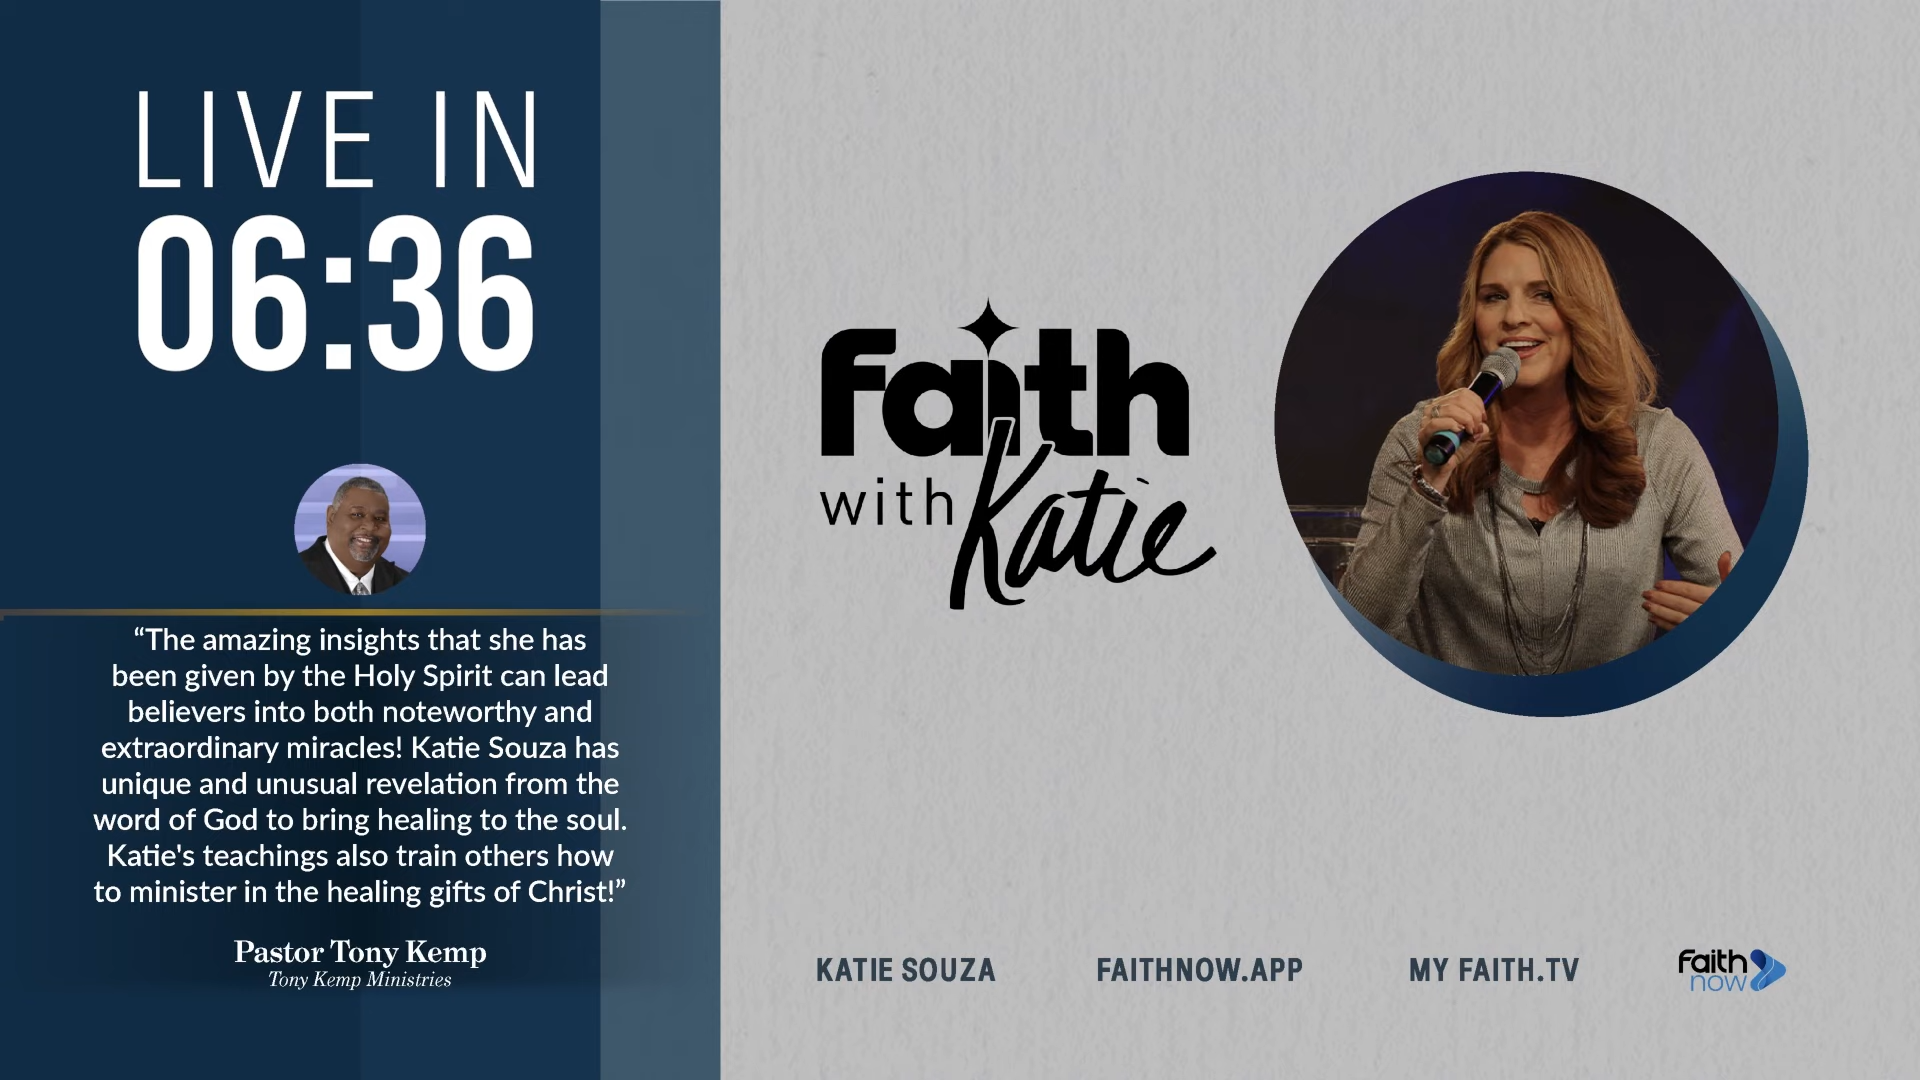 LIVE IN
06:36
“The amazing insights that she has
been given by the Holy Spirit can lead
believers into both noteworthy and
extraordinary miracles! Katie Souza has
unique and unusual revelation from the
word of God to bring healing to the soul.
Katie's teachings also train others how
to minister in the healing gifts of Christ!”
Pastor Tony Kemp
Tony Kemp Ministries
faith
with Katie
KATIE SOUZA
FAITHNOW.APP
MY FAITH.TV
faith
now